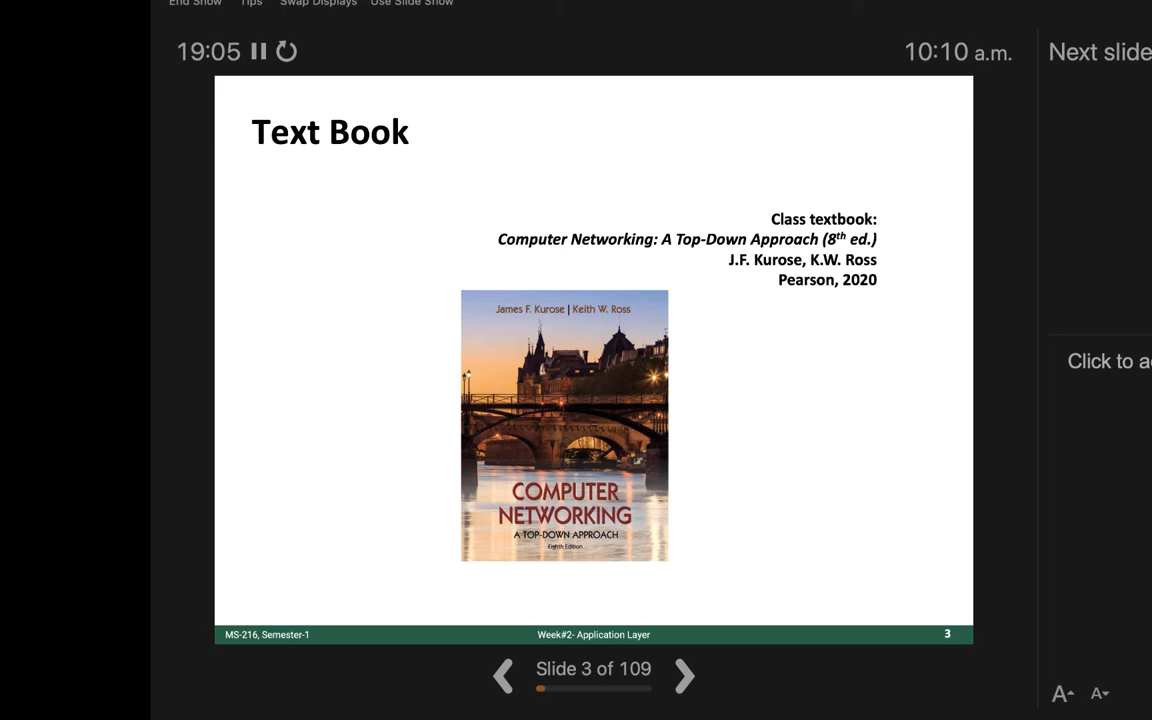 End Show Tips Swap Displays Use Slide Show
19:05
10:10 a.m.
Next slide
Text Book
Class textbook:
Computer Networking: A Top-Down Approach (8th ed.)
J.F. Kurose, K.W. Ross
Pearson, 2020
James F. Kurose | Keith W. Ross
COMPUTER
NETWORKING
A TOP-DOWN APPROACH
Eighth Edition
MS-216, Semester-1
Week#2- Application Layer
3
Click to a
Slide 3 of 109
A A